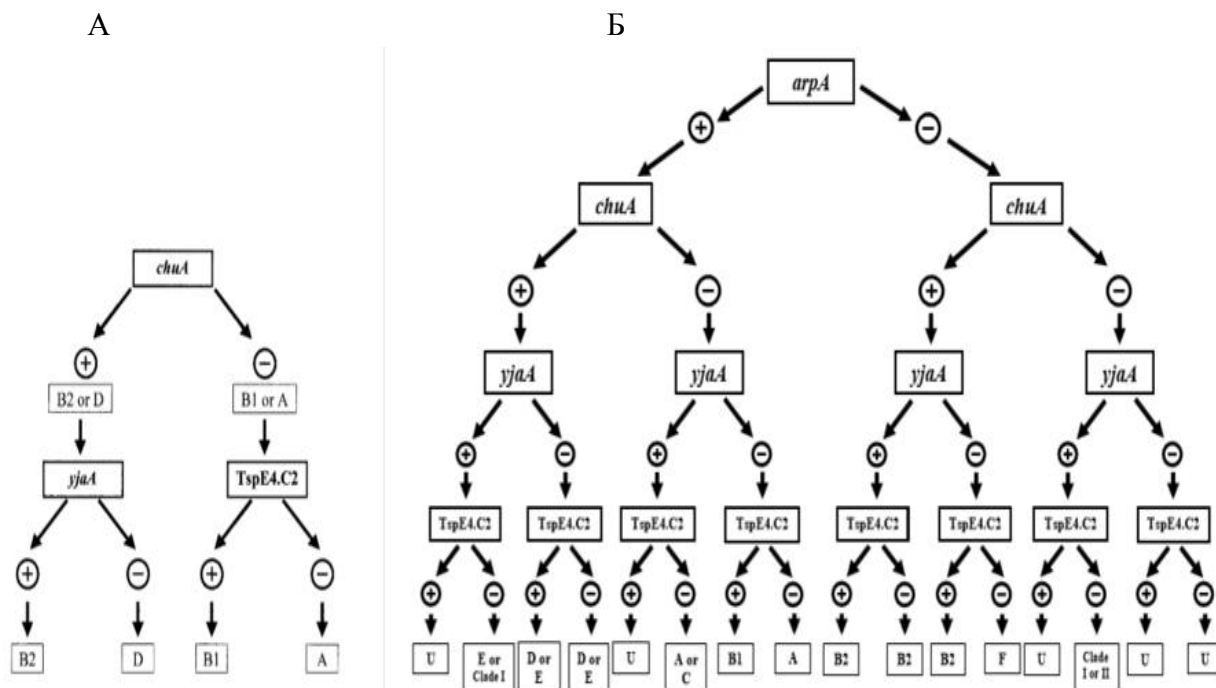 А Б
arpA
+ −
chuA chuA
chuA
+ − + −
+ −
B2 or D B1 or A
yjaA yjaA yjaA yjaA
yjaA TspE4.C2
+ − + − + − + −
TspE4.C2 TspE4.C2 TspE4.C2 TspE4.C2 TspE4.C2 TspE4.C2 TspE4.C2 TspE4.C2
+ − + −
+ − + − + − + − + − + − + − + −
B2 D B1 A
U E or Clade I D or E D or E U A or C B1 A B2 B2 B2 F U Clade I or II U U